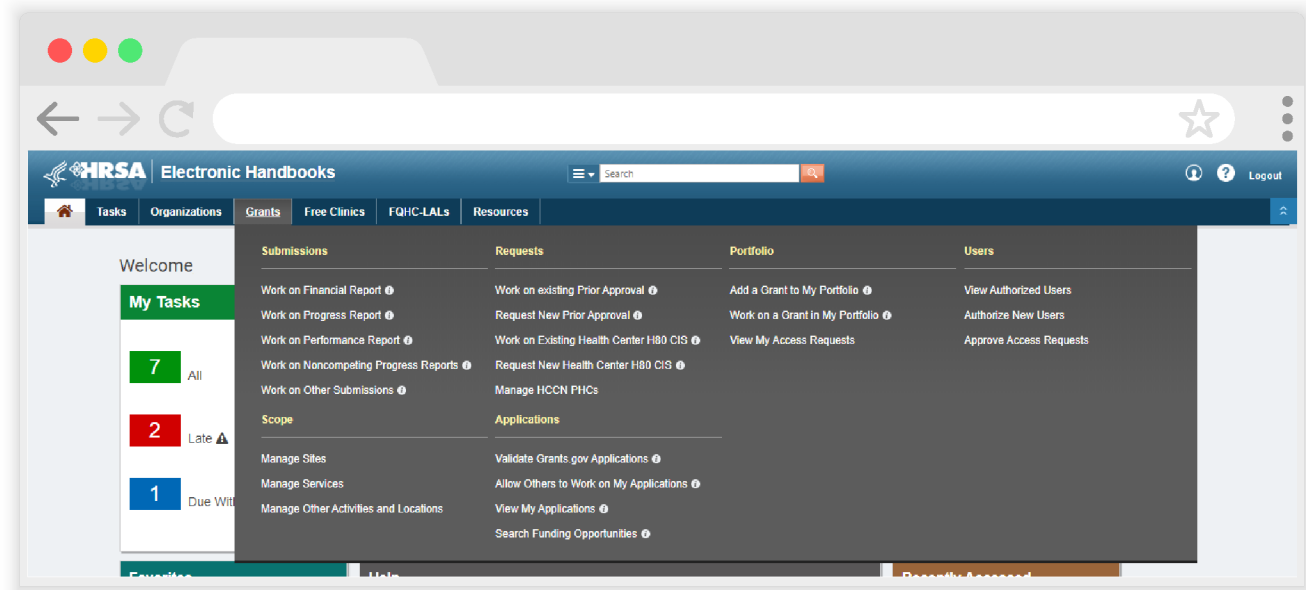 HRSA Electronic Handbooks
Search
Logout
Tasks Organizations Grants Free Clinics FQHC-LALs Resources
Welcome
My Tasks
7 All
2 Late
1 Due Wit
Submissions
Work on Financial Report
Work on Progress Report
Work on Performance Report
Work on Noncompeting Progress Reports
Work on Other Submissions
Scope
Manage Sites
Manage Services
Manage Other Activities and Locations
Requests
Work on existing Prior Approval
Request New Prior Approval
Work on Existing Health Center H80 CIS
Request New Health Center H80 CIS
Manage HCCN PHCs
Applications
Validate Grants.gov Applications
Allow Others to Work on My Applications
View My Applications
Search Funding Opportunities
Portfolio
Add a Grant to My Portfolio
Work on a Grant in My Portfolio
View My Access Requests
Users
View Authorized Users
Authorize New Users
Approve Access Requests
Favorites Help Recently Accessed